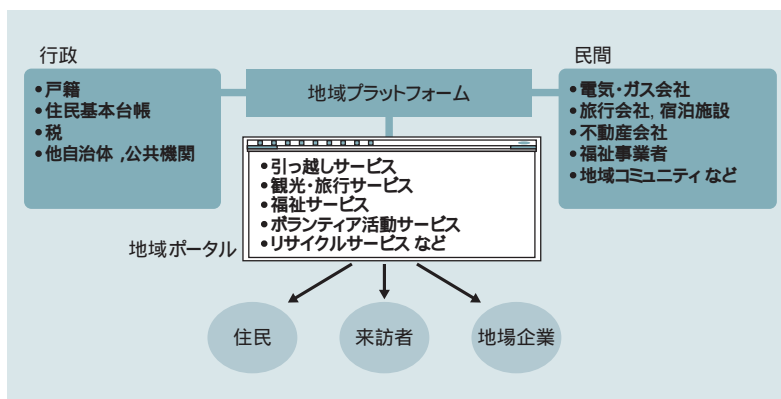 行政
•戸籍
•住民基本台帳
•税
•他自治体 ,公共機関
地域プラットフォーム
民間
•電気・ガス会社
•旅行会社, 宿泊施設
•不動産会社
•福祉事業者
•地域コミュニティ など
•引っ越しサービス
•観光・旅行サービス
•福祉サービス
•ボランティア活動サービス
•リサイクルサービス など
地域ポータル
住民
来訪者
地場企業